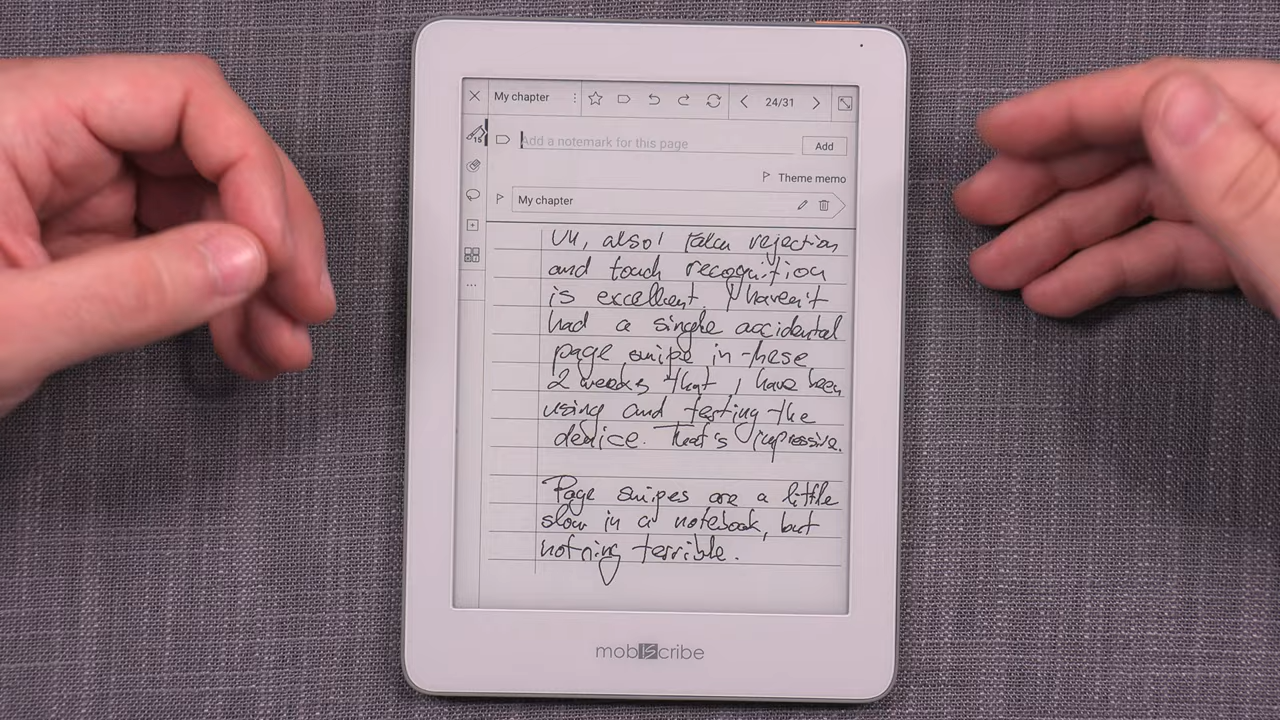 My chapter
24/31
Add a notemark for this page
Add
Theme memo
My chapter
also! rejection
and touch recognition
is excellent. I haven't
had a single accidental
page swipe in these
2 weeks that I have been
using and testing the
device. That's impressive.
Page swipes are a little
slow in a notebook, but
nothing terrible.
mobiscribe